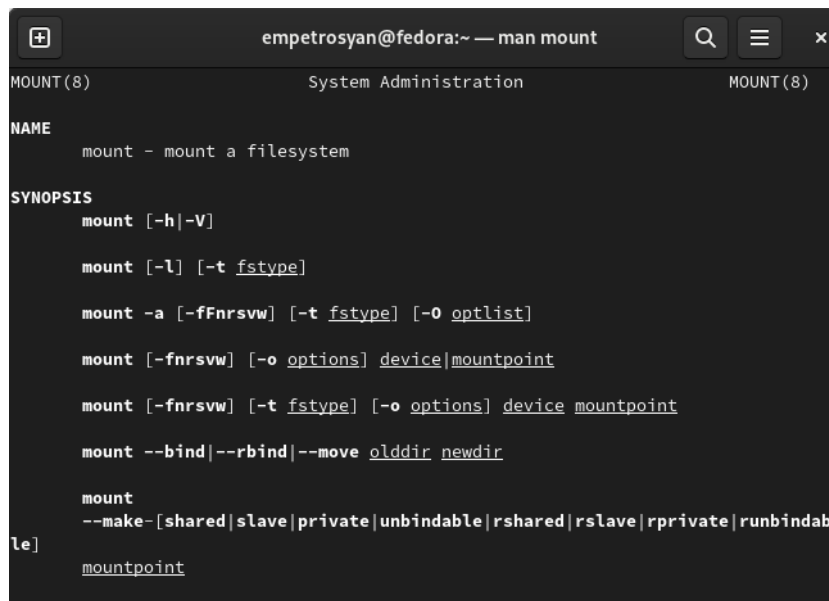 empetrosyan@fedora:~ — man mount
MOUNT(8) System Administration MOUNT(8)
NAME
mount - mount a filesystem
SYNOPSIS
mount [-h|-V]
mount [-l] [-t fstype]
mount -a [-fFnrsvw] [-t fstype] [-O optlist]
mount [-fnrsvw] [-o options] device|mountpoint
mount [-fnrsvw] [-t fstype] [-o options] device mountpoint
mount --bind|--rbind|--move olddir newdir
mount
--make-[shared|slave|private|unbindable|rshared|rslave|rprivate|runbindab
le]
mountpoint